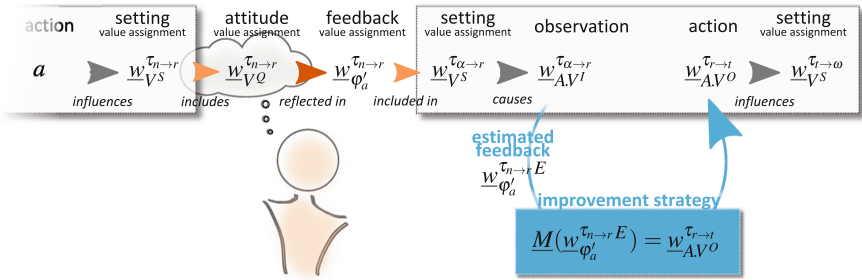 action setting attitude feedback setting observation action setting
value assignment value assignment value assignment value assignment value assignment
a w_{V^S}^{τ_{n→r}} w_{V^Q}^{τ_{n→r}} w_{φ'_a}^{τ_{n→r}} w_{V^S}^{τ_{α→r}} w_{A.V^I}^{τ_{α→r}} w_{A.V^O}^{τ_{r→t}} w_{V^S}^{τ_{t→ω}}
influences includes reflected in included in causes influences
estimated
feedback
w_{φ'_a}^{τ_{n→r} E}
improvement strategy
M(w_{φ'_a}^{τ_{n→r} E}) = w_{A.V^O}^{τ_{r→t}}